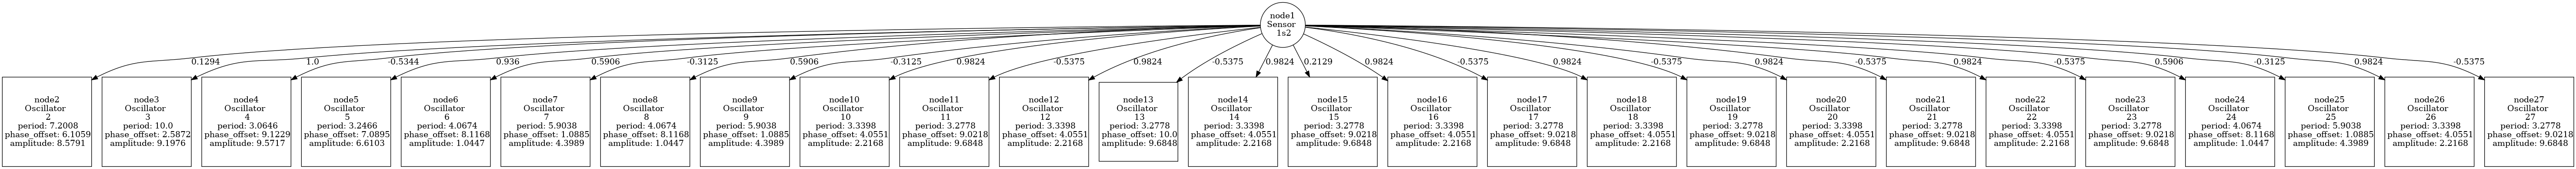 node1
Sensor
1s2
0.1294
1.0
-0.5344
0.936
0.5906
-0.3125
0.5906
-0.3125
0.9824
-0.5375
0.9824
-0.5375
0.9824
0.2129
0.9824
-0.5375
0.9824
-0.5375
0.9824
-0.5375
0.9824
-0.5375
0.5906
-0.3125
0.9824
-0.5375
node2
Oscillator
2
period: 7.2008
phase_offset: 6.1059
amplitude: 8.5791
node3
Oscillator
3
period: 10.0
phase_offset: 2.5872
amplitude: 9.1976
node4
Oscillator
4
period: 3.0646
phase_offset: 9.1229
amplitude: 9.5717
node5
Oscillator
5
period: 3.2466
phase_offset: 7.0895
amplitude: 6.6103
node6
Oscillator
6
period: 4.0674
phase_offset: 8.1168
amplitude: 1.0447
node7
Oscillator
7
period: 5.9038
phase_offset: 1.0885
amplitude: 4.3989
node8
Oscillator
8
period: 4.0674
phase_offset: 8.1168
amplitude: 1.0447
node9
Oscillator
9
period: 5.9038
phase_offset: 1.0885
amplitude: 4.3989
node10
Oscillator
10
period: 3.3398
phase_offset: 4.0551
amplitude: 2.2168
node11
Oscillator
11
period: 3.2778
phase_offset: 9.0218
amplitude: 9.6848
node12
Oscillator
12
period: 3.3398
phase_offset: 4.0551
amplitude: 2.2168
node13
Oscillator
13
period: 3.2778
phase_offset: 10.0
amplitude: 9.6848
node14
Oscillator
14
period: 3.3398
phase_offset: 4.0551
amplitude: 2.2168
node15
Oscillator
15
period: 3.2778
phase_offset: 9.0218
amplitude: 9.6848
node16
Oscillator
16
period: 3.3398
phase_offset: 4.0551
amplitude: 2.2168
node17
Oscillator
17
period: 3.2778
phase_offset: 9.0218
amplitude: 9.6848
node18
Oscillator
18
period: 3.3398
phase_offset: 4.0551
amplitude: 2.2168
node19
Oscillator
19
period: 3.2778
phase_offset: 9.0218
amplitude: 9.6848
node20
Oscillator
20
period: 3.3398
phase_offset: 4.0551
amplitude: 2.2168
node21
Oscillator
21
period: 3.2778
phase_offset: 9.0218
amplitude: 9.6848
node22
Oscillator
22
period: 3.3398
phase_offset: 4.0551
amplitude: 2.2168
node23
Oscillator
23
period: 3.2778
phase_offset: 9.0218
amplitude: 9.6848
node24
Oscillator
24
period: 4.0674
phase_offset: 8.1168
amplitude: 1.0447
node25
Oscillator
25
period: 5.9038
phase_offset: 1.0885
amplitude: 4.3989
node26
Oscillator
26
period: 3.3398
phase_offset: 4.0551
amplitude: 2.2168
node27
Oscillator
27
period: 3.2778
phase_offset: 9.0218
amplitude: 9.6848